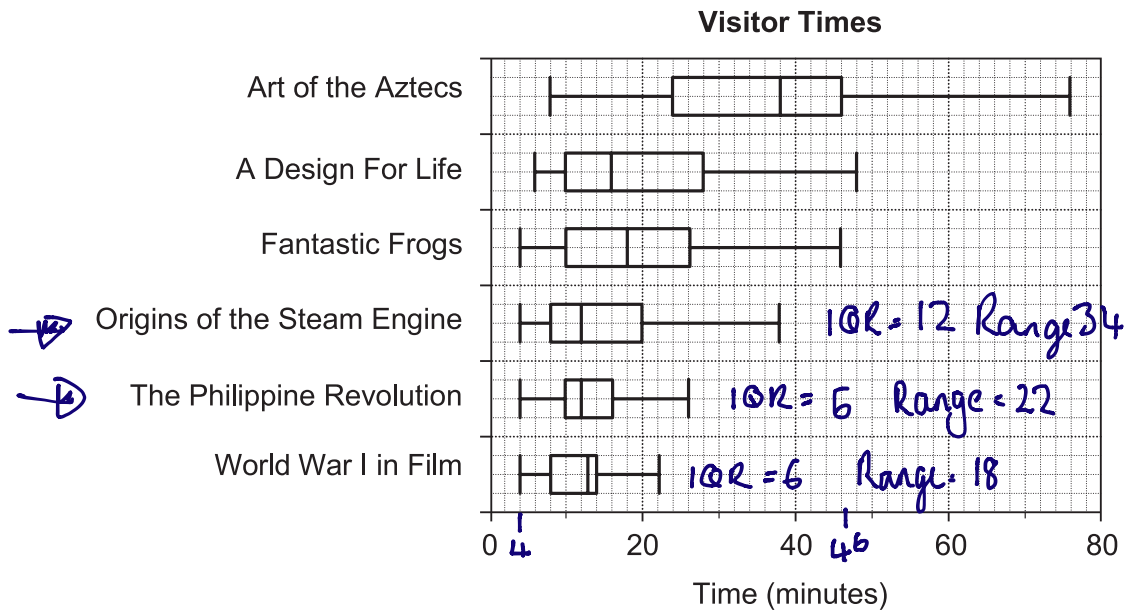 Visitor Times
Art of the Aztecs
A Design For Life
Fantastic Frogs
Origins of the Steam Engine IQR = 12 Range 34
The Philippine Revolution IQR = 6 Range = 22
World War I in Film IQR = 6 Range = 18
0 20 40 60 80
4 46
Time (minutes)